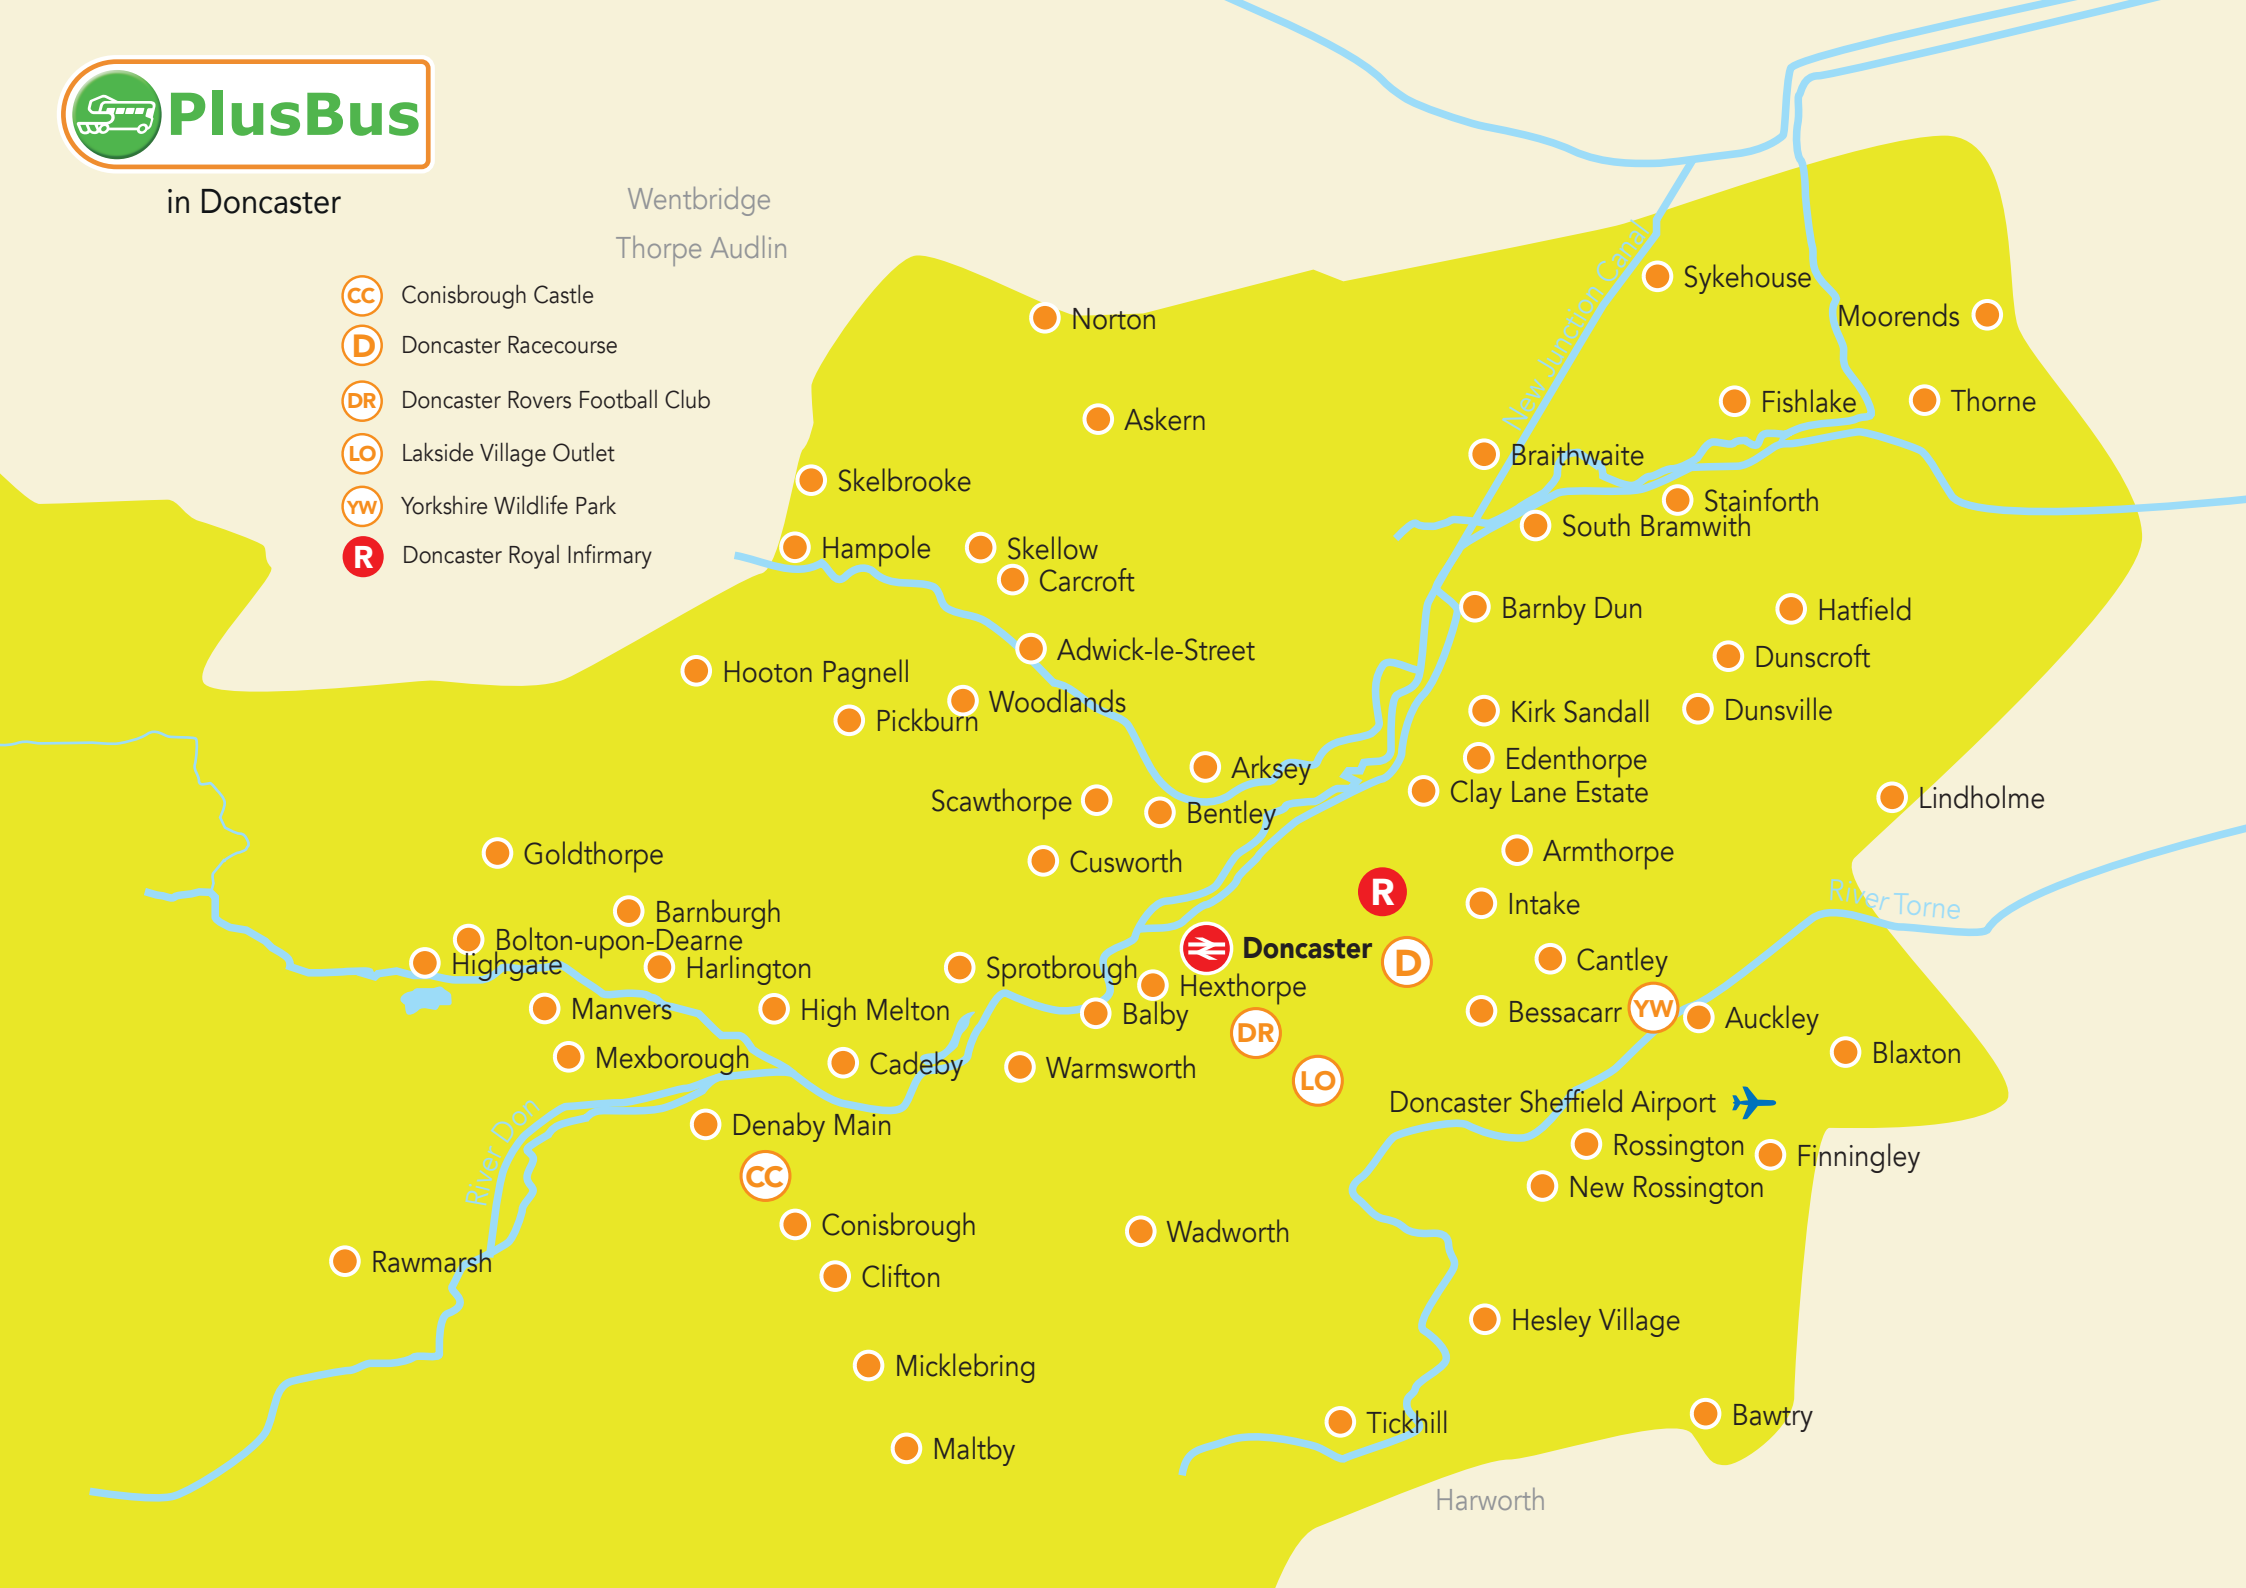 PlusBus
in Doncaster
Wentbridge
Thorpe Audlin
CC Conisbrough Castle
D Doncaster Racecourse
DR Doncaster Rovers Football Club
LO Lakside Village Outlet
YW Yorkshire Wildlife Park
R Doncaster Royal Infirmary
New Junction Canal
Sykehouse
Moorends
Norton
Fishlake
Thorne
Askern
Braithwaite
Skelbrooke
Stainforth
South Bramwith
Hampole
Skellow
Carcroft
Barnby Dun
Hatfield
Adwick-le-Street
Dunscroft
Hooton Pagnell
Woodlands
Pickburn
Kirk Sandall
Dunsville
Edenthorpe
Arksey
Clay Lane Estate
Scawthorpe
Bentley
Lindholme
Goldthorpe
Cusworth
Armthorpe
R
Intake
River Torne
Barnburgh
Bolton-upon-Dearne
Doncaster
D
Highgate
Harlington
Sprotbrough
Cantley
Hexthorpe
Manvers
High Melton
Balby
Bessacarr
YW
Auckley
DR
Mexborough
Cadeby
Warmsworth
LO
Blaxton
Doncaster Sheffield Airport
River Don
Denaby Main
Rossington
Finningley
CC
New Rossington
Conisbrough
Wadworth
Rawmarsh
Clifton
Hesley Village
Micklebring
Tickhill
Bawtry
Maltby
Harworth